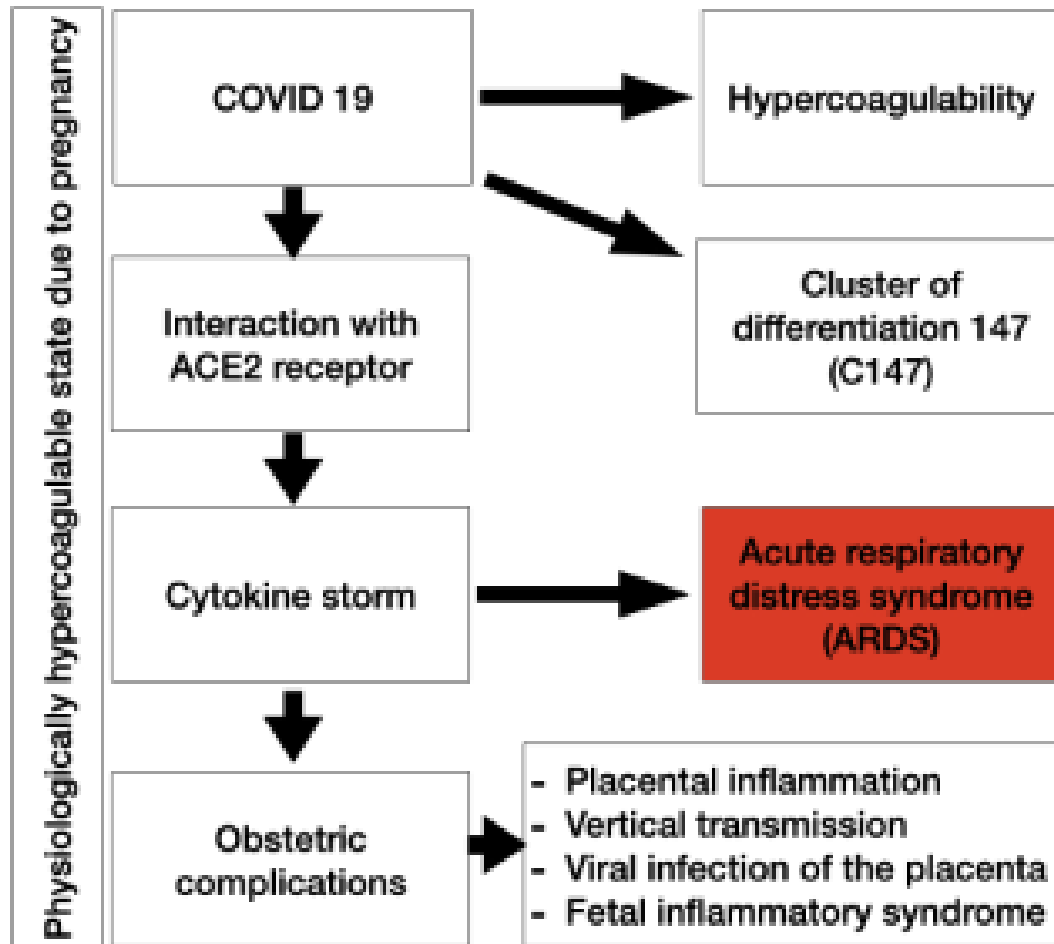 Physiologically hypercoagulable state due to pregnancy
COVID 19
Hypercoagulability
Interaction with
ACE2 receptor
Cluster of
differentiation 147
(C147)
Cytokine storm
Acute respiratory
distress syndrome
(ARDS)
Obstetric
complications
- Placental inflammation
- Vertical transmission
- Viral infection of the placenta
- Fetal inflammatory syndrome